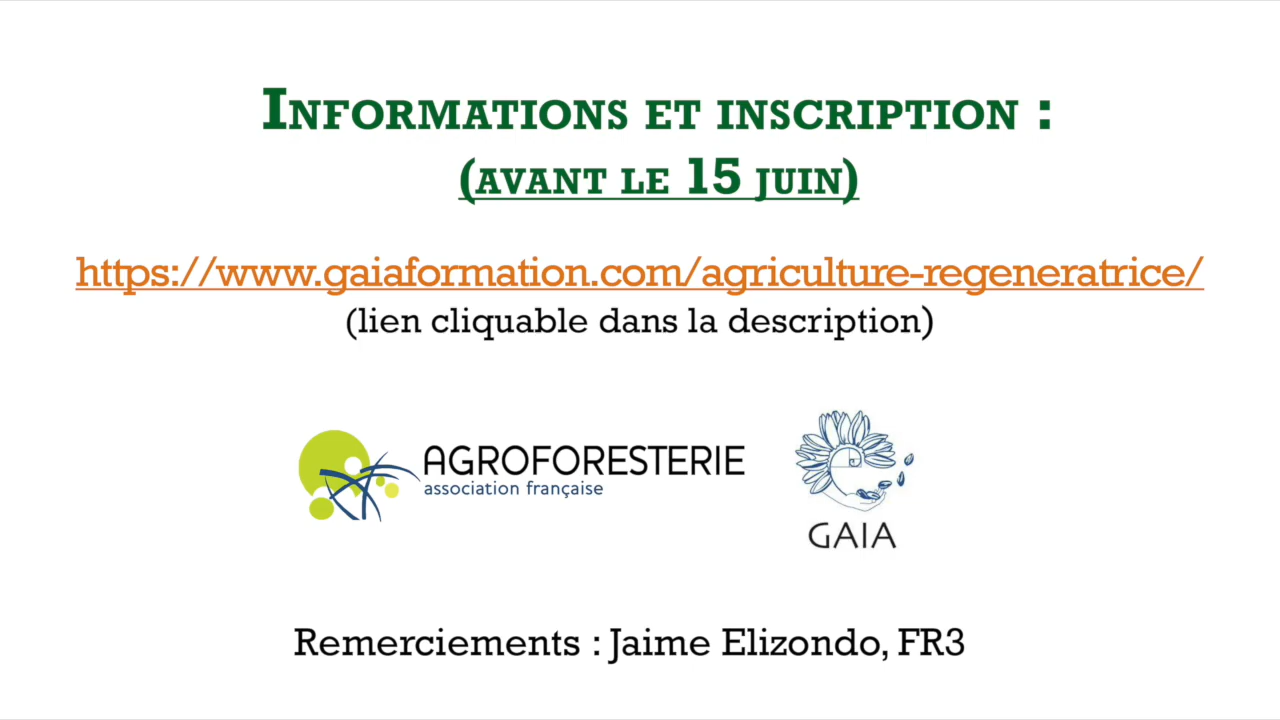 Informations et inscription :
(avant le 15 juin)
https://www.gaiaformation.com/agriculture-regeneratrice/
(lien cliquable dans la description)
AGROFORESTERIE
association française
GAIA
Remerciements : Jaime Elizondo, FR3